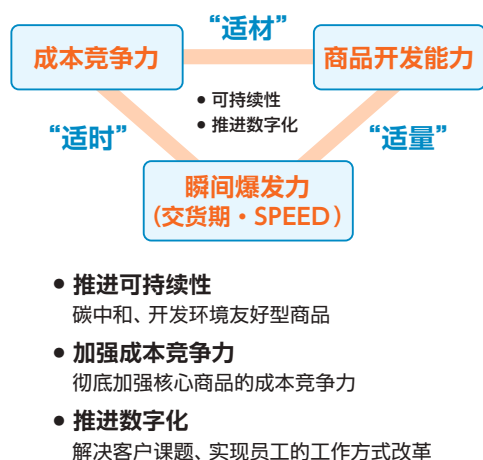 “适材”
成本竞争力
商品开发能力
• 可持续性
• 推进数字化
“适时”
“适量”
瞬间爆发力
（交货期・SPEED）
• 推进可持续性
碳中和、开发环境友好型商品
• 加强成本竞争力
彻底加强核心商品的成本竞争力
• 推进数字化
解决客户课题、实现员工的工作方式改革